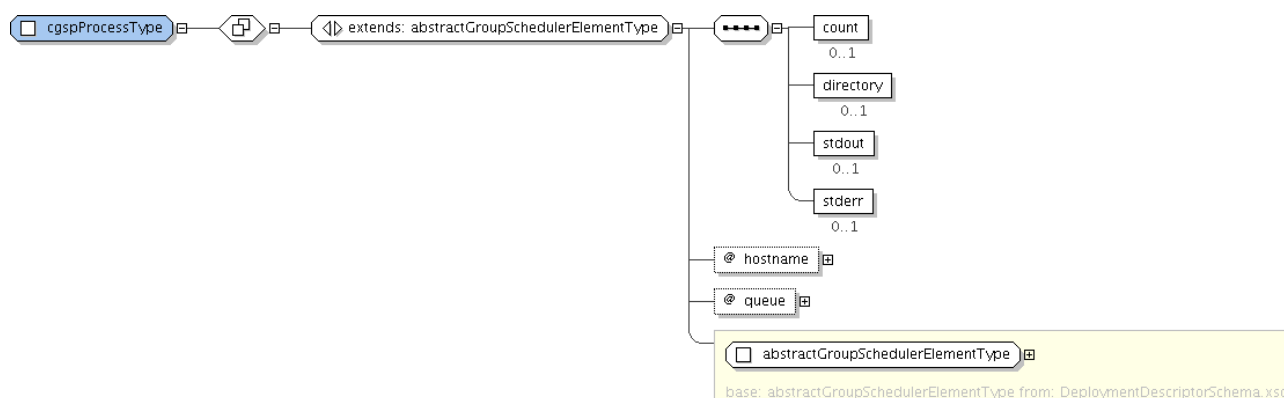 cgspProcessType
extends: abstractGroupSchedulerElementType
count
0..1
directory
0..1
stdout
0..1
stderr
0..1
@ hostname
@ queue
abstractGroupSchedulerElementType
base: abstractGroupSchedulerElementType from: DeploymentDescriptorSchema.xsd